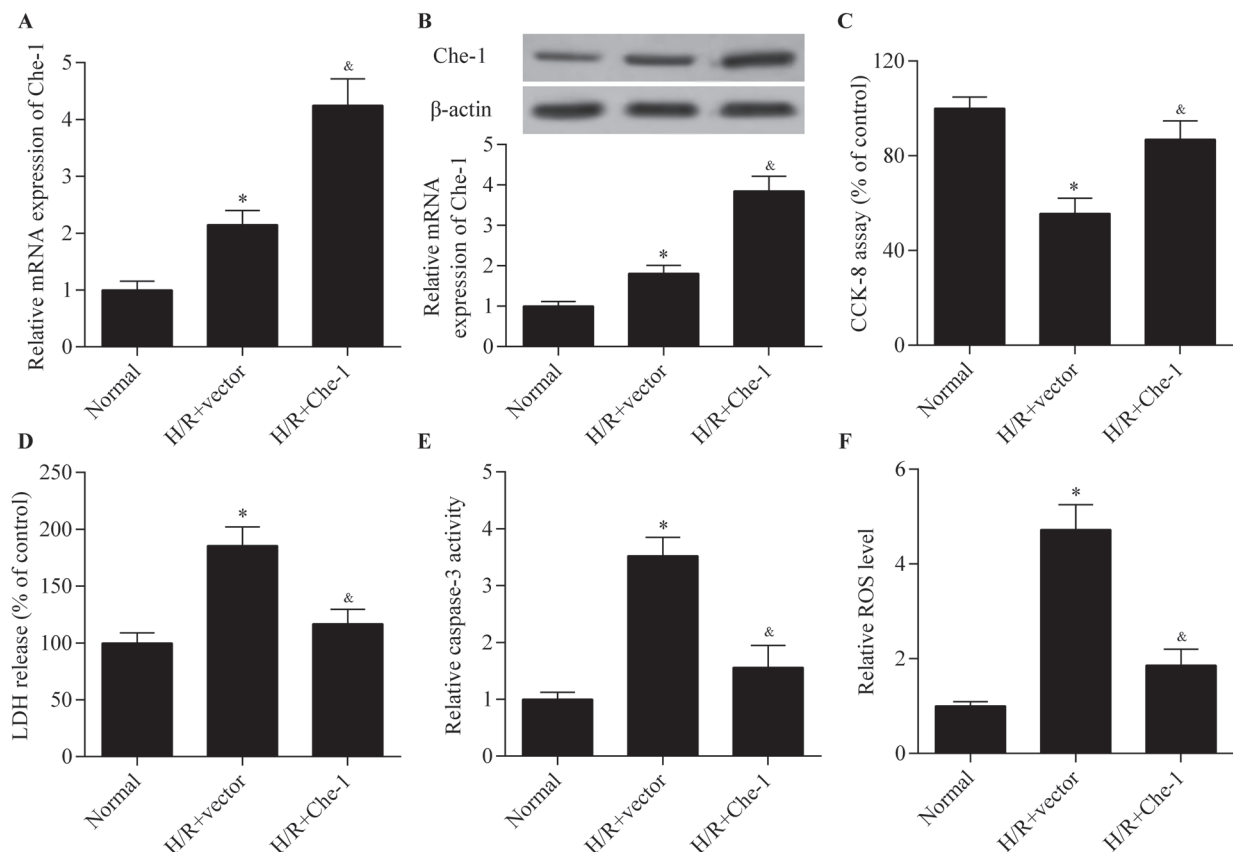 A
Relative mRNA expression of Che-1
5
4
3
2
1
0
*
&
Normal
H/R+vector
H/R+Che-1
B
Che-1
β-actin
Relative mRNA
expression of Che-1
5
4
3
2
1
0
*
&
Normal
H/R+vector
H/R+Che-1
C
CCK-8 assay (% of control)
120
80
40
0
*
&
Normal
H/R+vector
H/R+Che-1
D
LDH release (% of control)
250
200
150
100
50
0
*
&
Normal
H/R+vector
H/R+Che-1
E
Relative caspase-3 activity
5
4
3
2
1
0
*
&
Normal
H/R+vector
H/R+Che-1
F
Relative ROS level
6
4
2
0
*
&
Normal
H/R+vector
H/R+Che-1